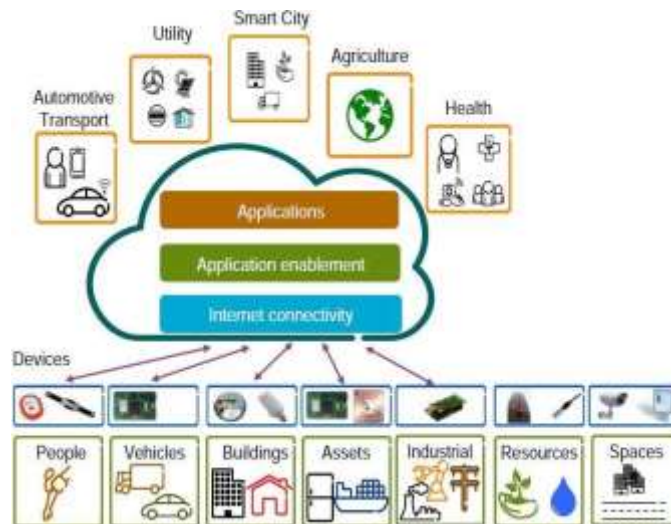 Smart City
Utility
Agriculture
Automotive
Transport
Health
Applications
Application enablement
Internet connectivity
Devices
People
Vehicles
Buildings
Assets
Industrial
Resources
Spaces